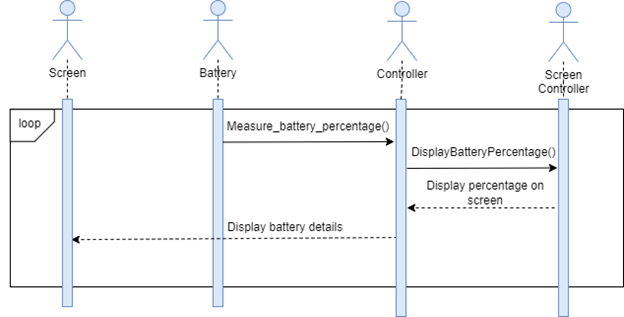 Screen
Battery
Controller
Screen
Controller
loop
Measure_battery_percentage()
DisplayBatteryPercentage()
Display percentage on
screen
Display battery details